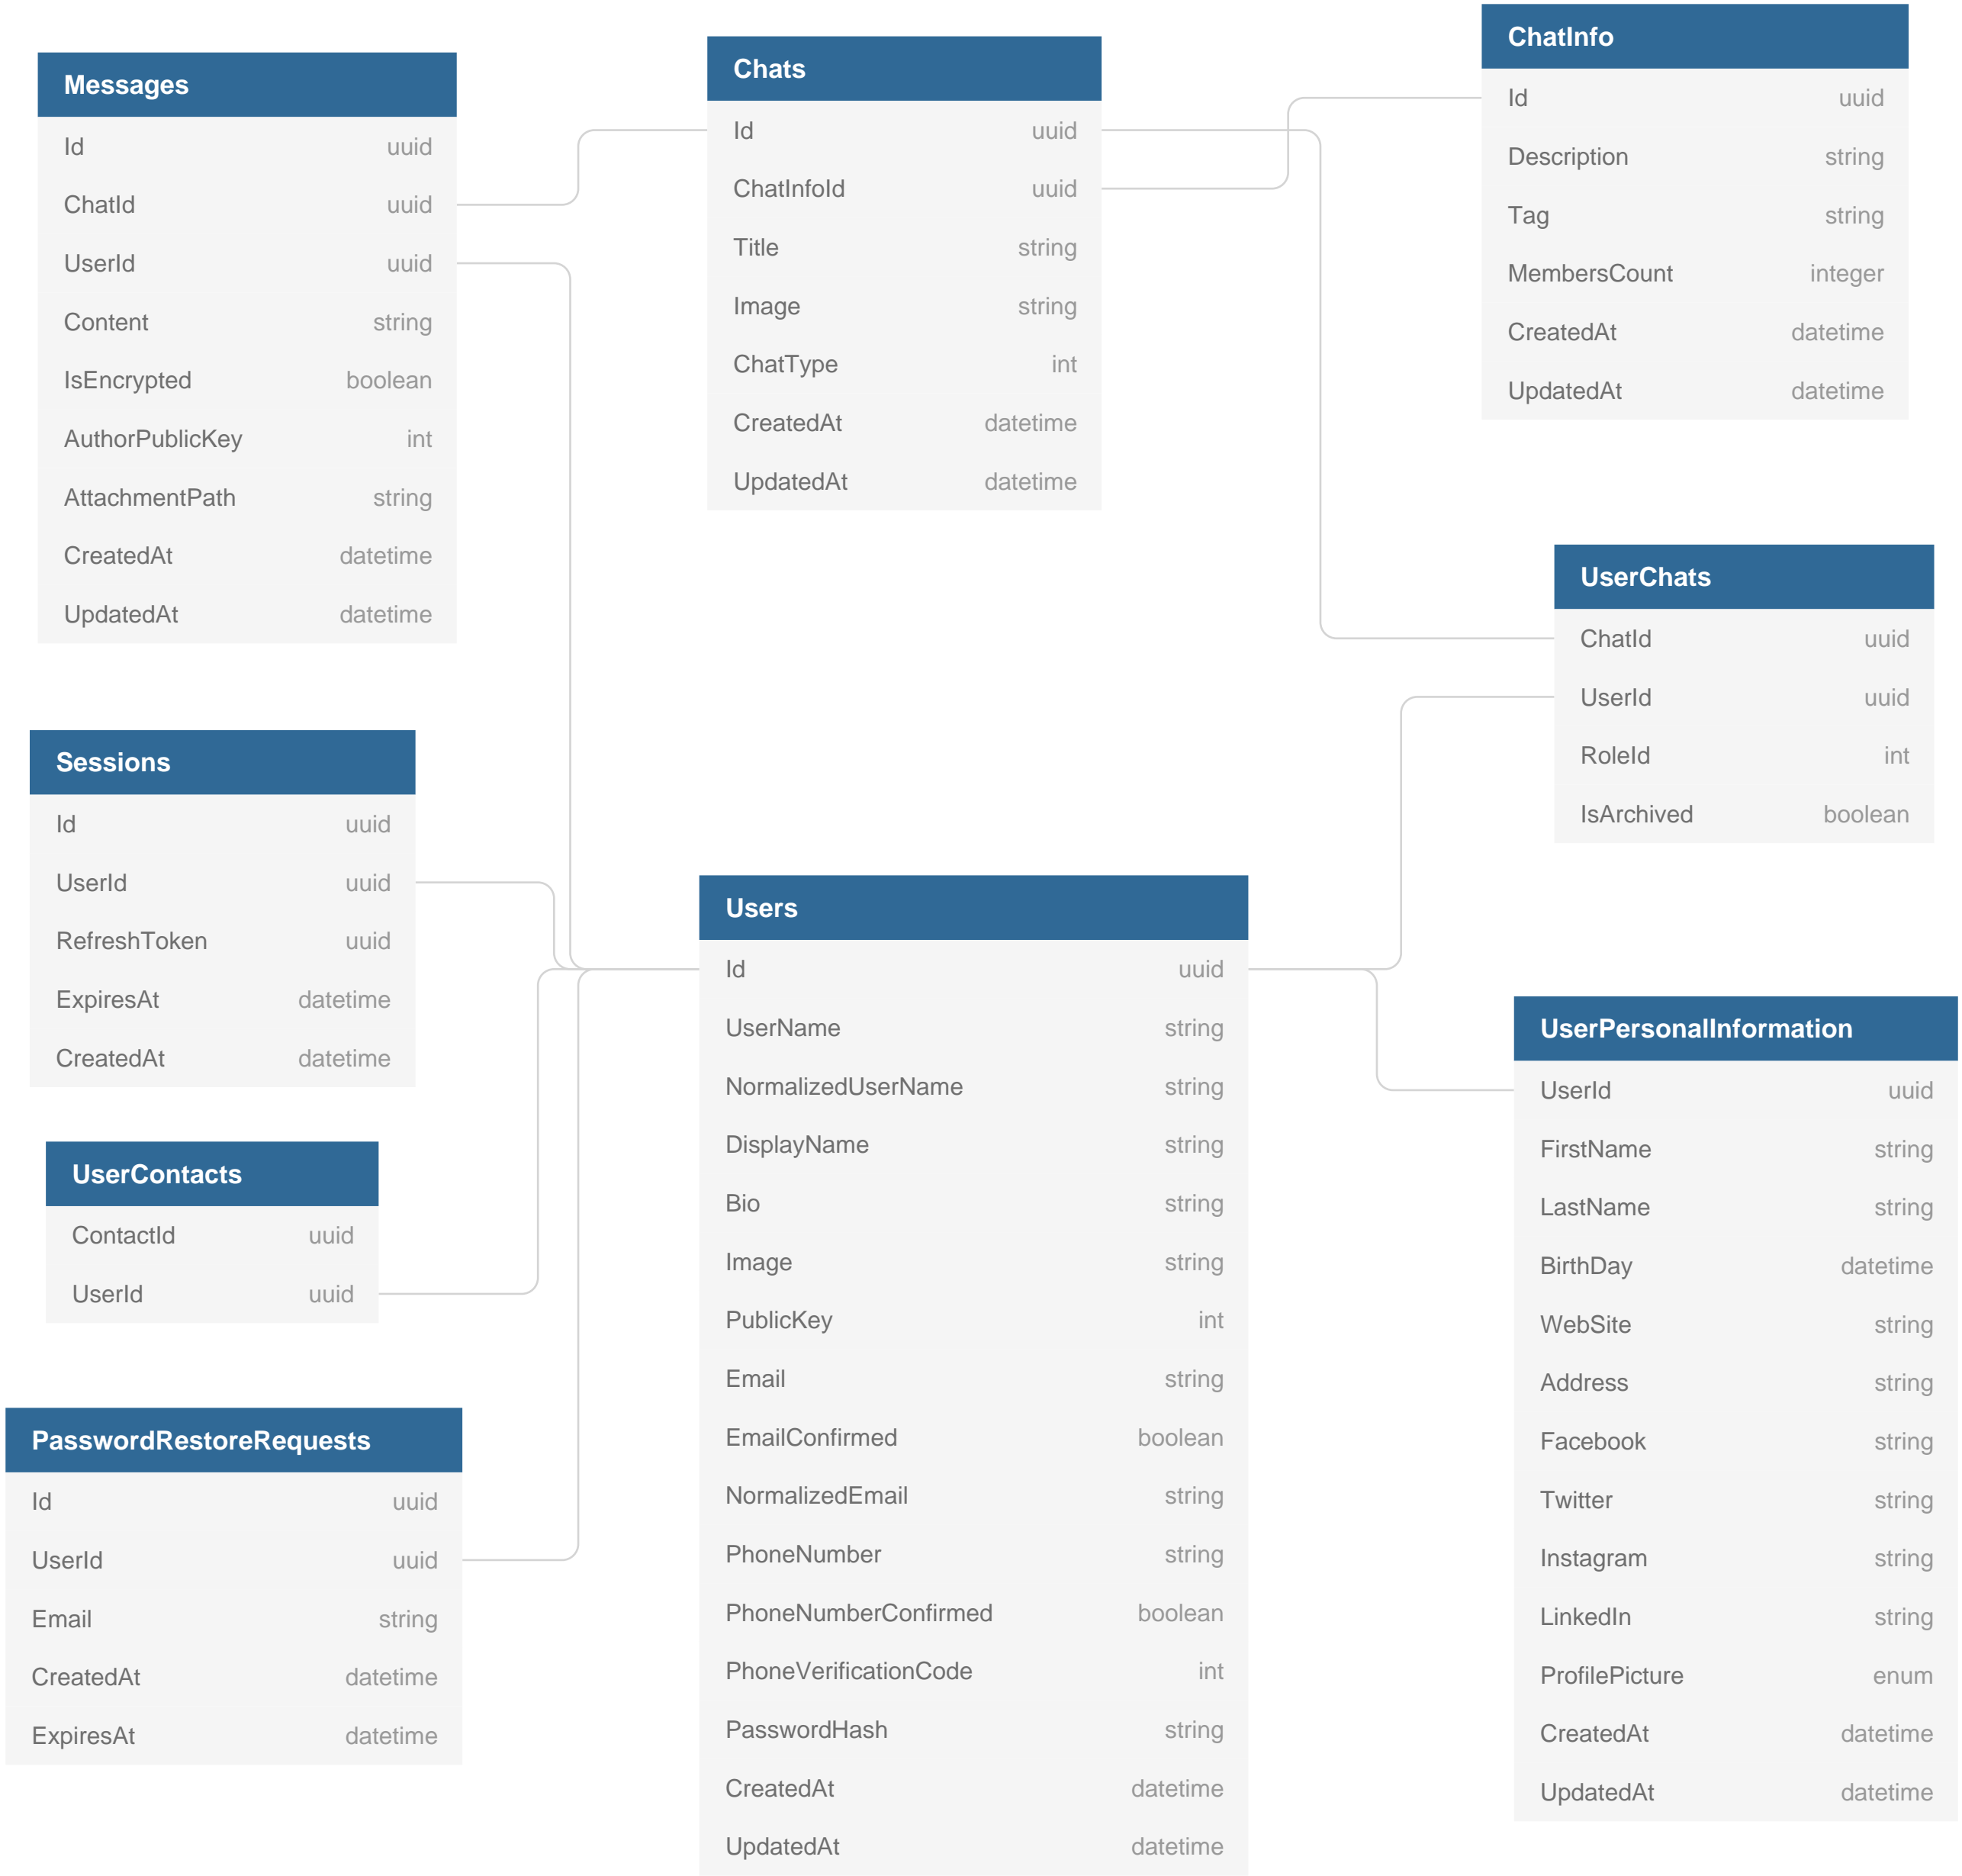 Messages
Id uuid
ChatId uuid
UserId uuid
Content string
IsEncrypted boolean
AuthorPublicKey int
AttachmentPath string
CreatedAt datetime
UpdatedAt datetime
Chats
Id uuid
ChatInfoId uuid
Title string
Image string
ChatType int
CreatedAt datetime
UpdatedAt datetime
ChatInfo
Id uuid
Description string
Tag string
MembersCount integer
CreatedAt datetime
UpdatedAt datetime
UserChats
ChatId uuid
UserId uuid
RoleId int
IsArchived boolean
Sessions
Id uuid
UserId uuid
RefreshToken uuid
ExpiresAt datetime
CreatedAt datetime
UserContacts
ContactId uuid
UserId uuid
PasswordRestoreRequests
Id uuid
UserId uuid
Email string
CreatedAt datetime
ExpiresAt datetime
Users
Id uuid
UserName string
NormalizedUserName string
DisplayName string
Bio string
Image string
PublicKey int
Email string
EmailConfirmed boolean
NormalizedEmail string
PhoneNumber string
PhoneNumberConfirmed boolean
PhoneVerificationCode int
PasswordHash string
CreatedAt datetime
UpdatedAt datetime
UserPersonalInformation
UserId uuid
FirstName string
LastName string
BirthDay datetime
WebSite string
Address string
Facebook string
Twitter string
Instagram string
LinkedIn string
ProfilePicture enum
CreatedAt datetime
UpdatedAt datetime